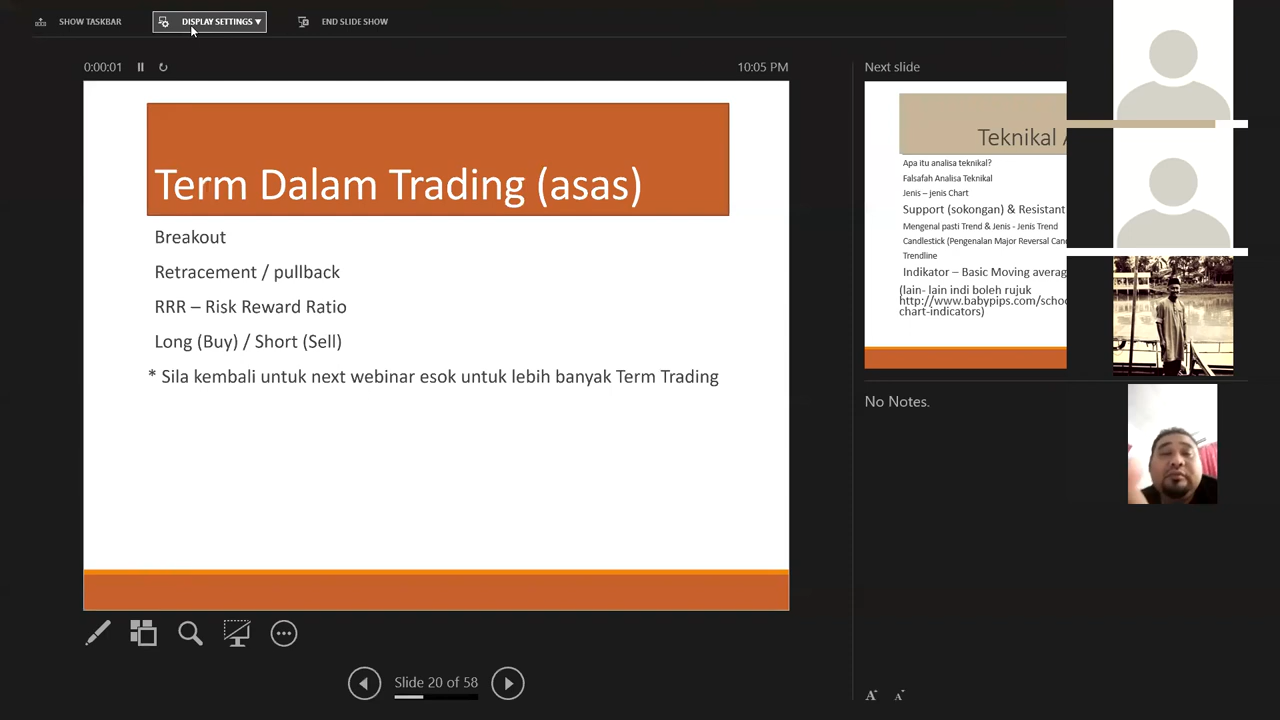 SHOW TASKBAR
DISPLAY SETTINGS ▼
END SLIDE SHOW
0:00:01
10:05 PM
Term Dalam Trading (asas)
Breakout
Retracement / pullback
RRR – Risk Reward Ratio
Long (Buy) / Short (Sell)
* Sila kembali untuk next webinar esok untuk lebih banyak Term Trading
Slide 20 of 58
Next slide
Teknikal
Apa itu analisa teknikal?
Falsafah Analisa Teknikal
Jenis – jenis Chart
Support (sokongan) & Resistant
Mengenal pasti Trend & Jenis - Jenis Trend
Candlestick (Pengenalan Major Reversal
Trendline
Indikator – Basic Moving
(lain- lain indi boleh rujuk
http://www.babypips.com/schoo
chart-indicators)
No Notes.
A A